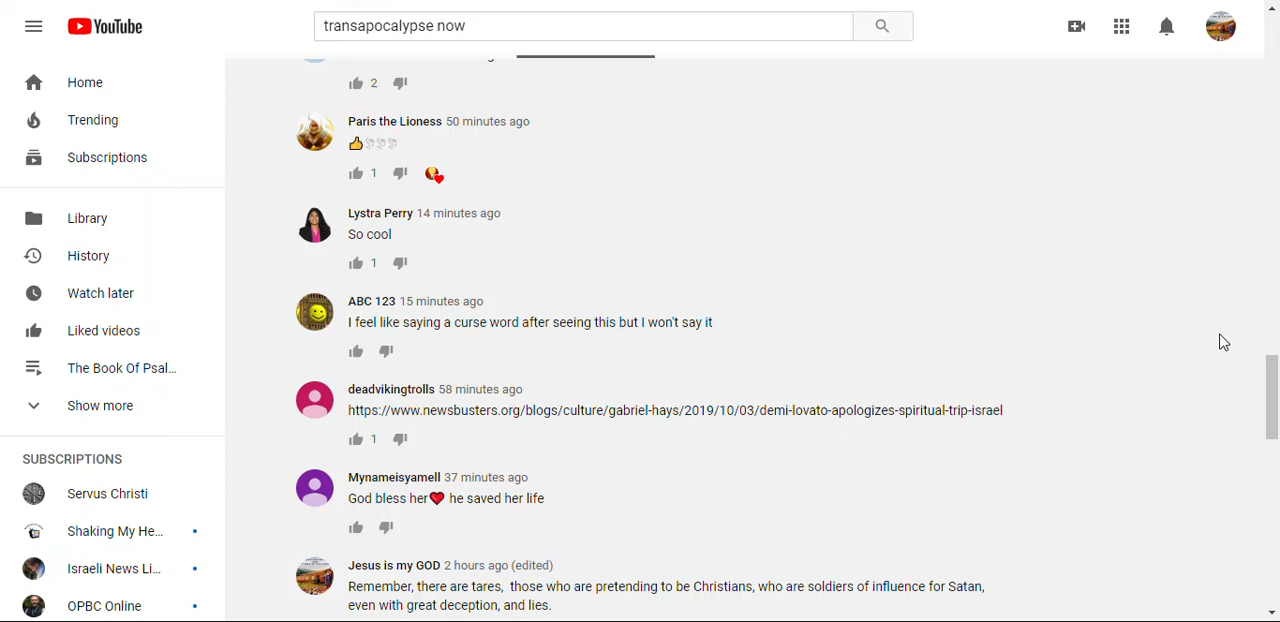 YouTube
transapocalypse now
Home
Trending
Subscriptions
Library
History
Watch later
Liked videos
The Book Of Psal...
Show more
SUBSCRIPTIONS
Servus Christi
Shaking My He...
Israeli News Li...
OPBC Online
2
Paris the Lioness 50 minutes ago
1
Lystra Perry 14 minutes ago
So cool
1
ABC 123 15 minutes ago
I feel like saying a curse word after seeing this but I won't say it
deadvikingtrolls 58 minutes ago
https://www.newsbusters.org/blogs/culture/gabriel-hays/2019/10/03/demi-lovato-apologizes-spiritual-trip-israel
1
Mynameisyamell 37 minutes ago
God bless her❤ he saved her life
Jesus is my GOD 2 hours ago (edited)
Remember, there are tares, those who are pretending to be Christians, who are soldiers of influence for Satan,
even with great deception, and lies.